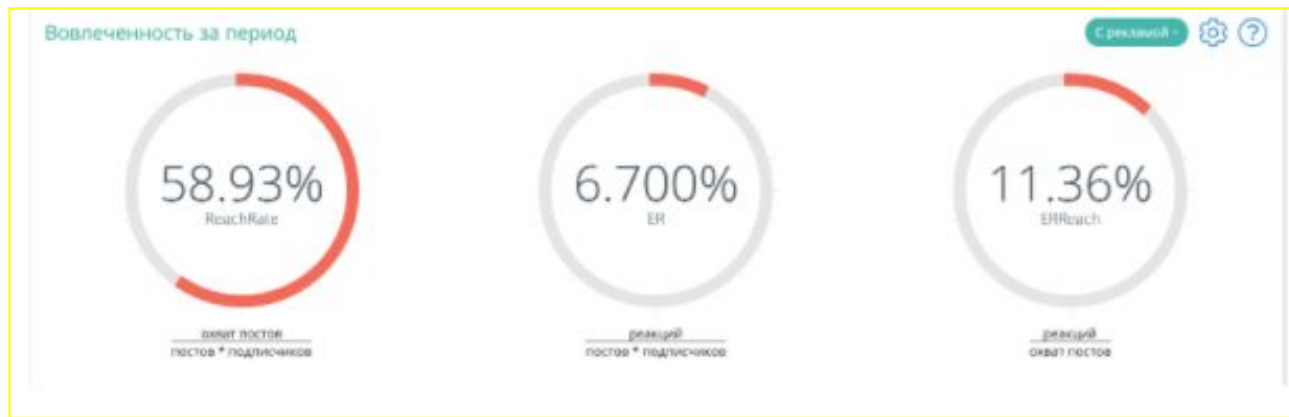 Вовлеченность за период
С рекламой
58.93%
ReachRate
охват постов
постов * подписчиков
6.700%
ER
реакций
постов * подписчиков
11.36%
ERReach
реакций
охват постов